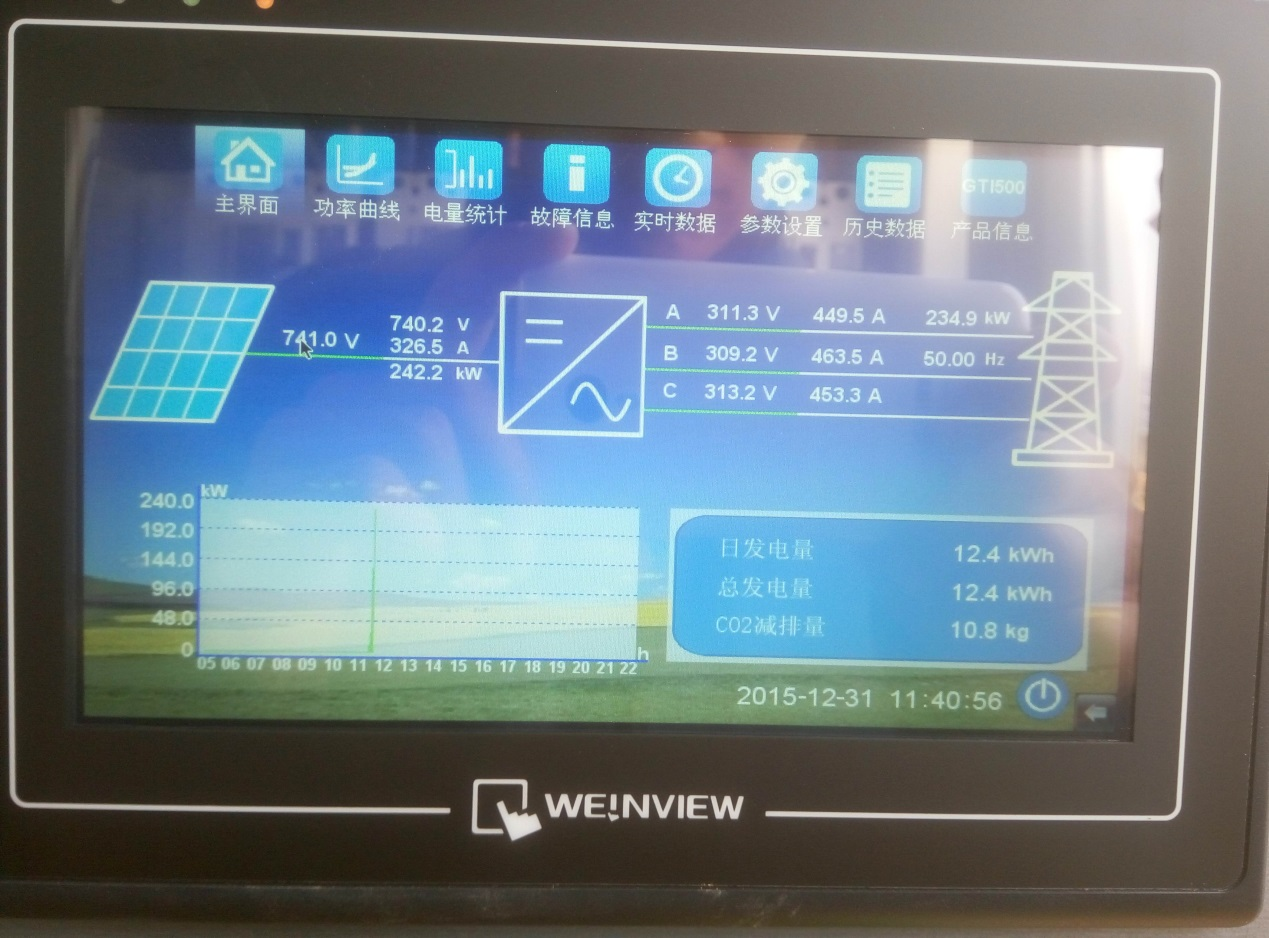 主界面 功率曲线 电量统计 故障信息 实时数据 参数设置 历史数据 GTI500 产品信息
741.0 V
740.2 V
326.5 A
242.2 kW
A 311.3 V 449.5 A 234.9 kW
B 309.2 V 463.5 A 50.00 Hz
C 313.2 V 453.3 A
kW
240.0
192.0
144.0
96.0
48.0
0
05 06 07 08 09 10 11 12 13 14 15 16 17 18 19 20 21 22 h
日发电量 12.4 kWh
总发电量 12.4 kWh
CO2减排量 10.8 kg
2015-12-31 11:40:56
WEINVIEW